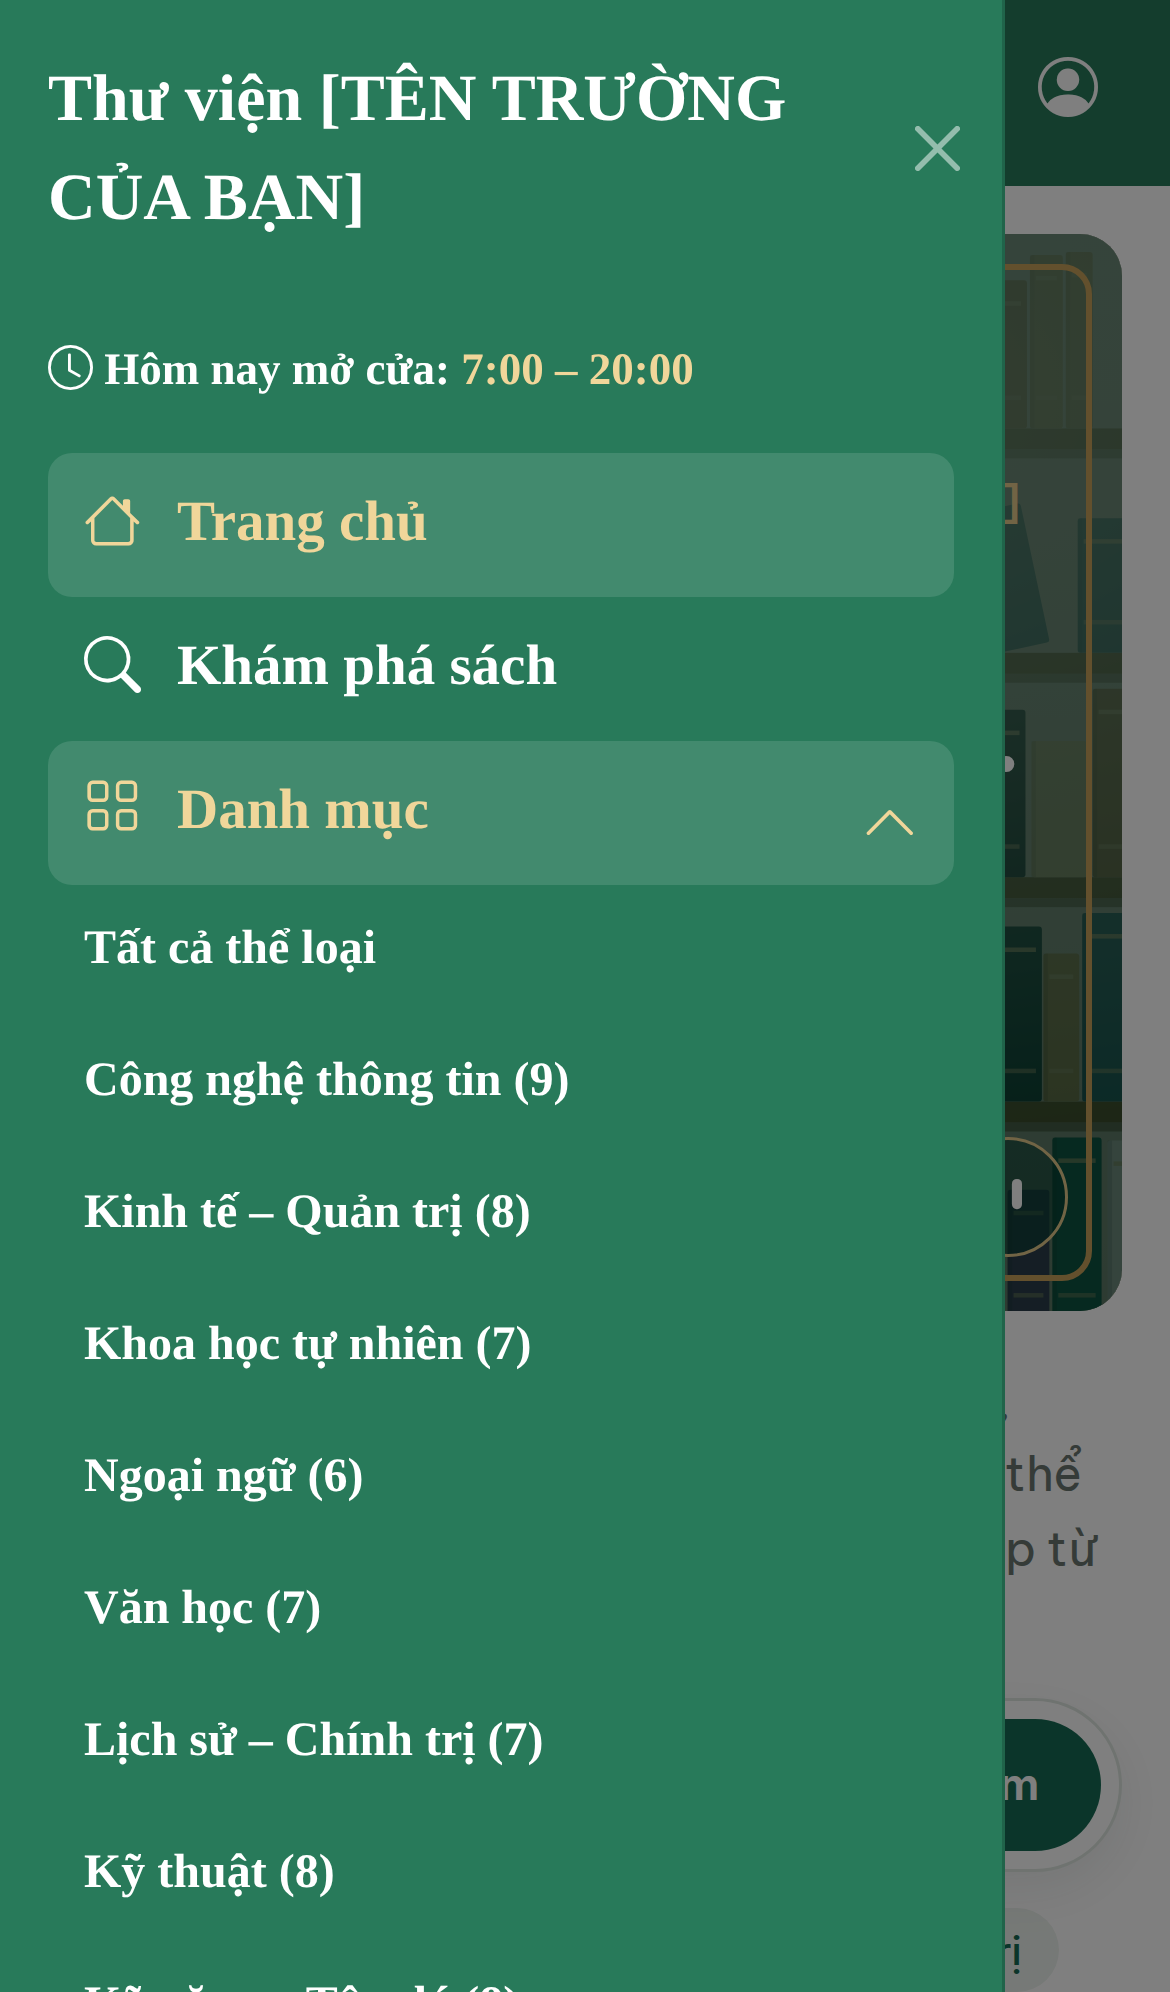 Thư viện [TÊN TRƯỜNG
CỦA BẠN]
Hôm nay mở cửa: 7:00 – 20:00
Trang chủ
Khám phá sách
Danh mục
Tất cả thể loại
Công nghệ thông tin (9)
Kinh tế – Quản trị (8)
Khoa học tự nhiên (7)
Ngoại ngữ (6)
Văn học (7)
Lịch sử – Chính trị (7)
Kỹ thuật (8)
thể
p từ
m
rị